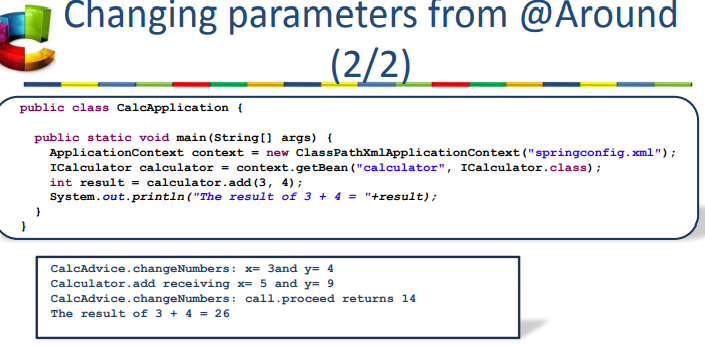 Changing parameters from @Around
(2/2)
public class CalcApplication {
public static void main(String[] args) {
ApplicationContext context = new ClassPathXmlApplicationContext("springconfig.xml");
ICalculator calculator = context.getBean("calculator", ICalculator.class);
int result = calculator.add(3, 4);
System.out.println("The result of 3 + 4 = "+result);
}
}
CalcAdvice.changeNumbers: x= 3and y= 4
Calculator.add receiving x= 5 and y= 9
CalcAdvice.changeNumbers: call.proceed returns 14
The result of 3 + 4 = 26